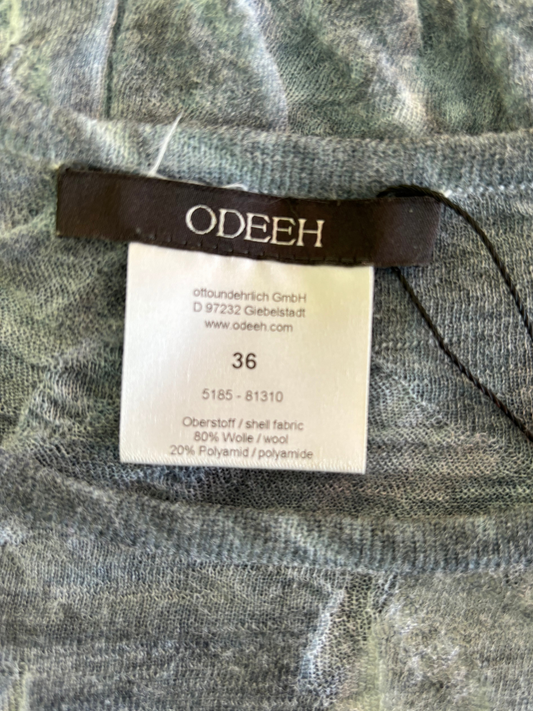 ODEEH
ottoundehrlich GmbH
D 97232 Giebelstadt
www.odeeh.com
36
5185 - 81310
Oberstoff / shell fabric
80% Wolle / wool
20% Polyamid / polyamide